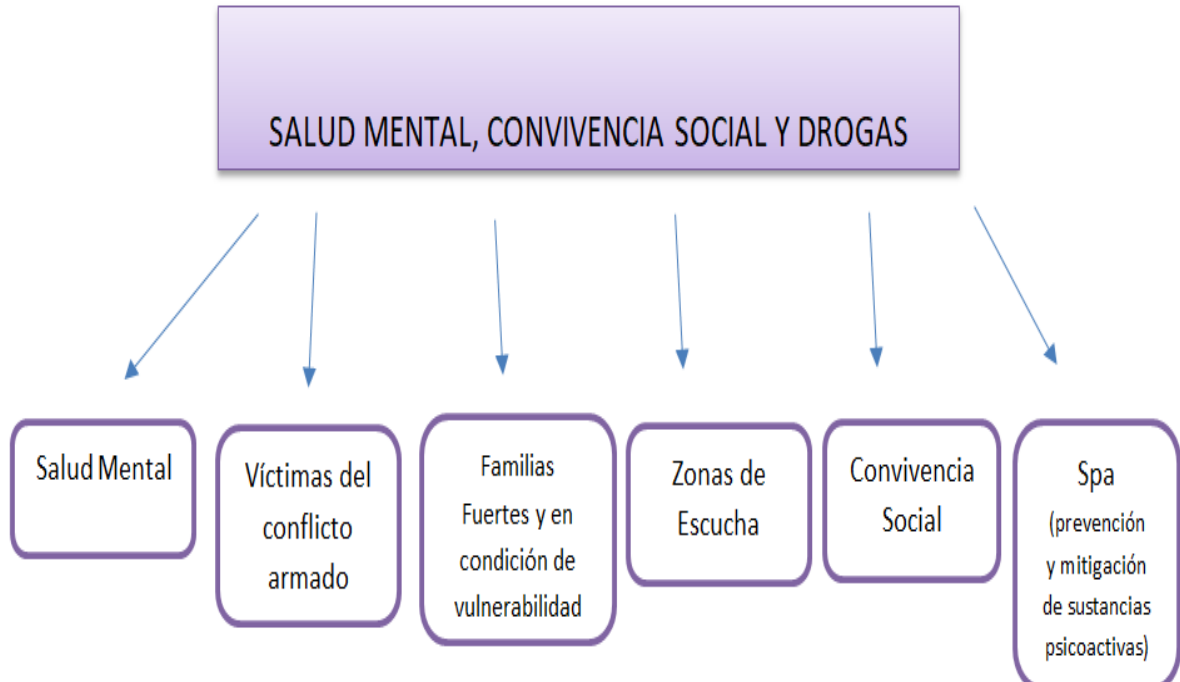 SALUD MENTAL, CONVIVENCIA SOCIAL Y DROGAS
Salud Mental
Víctimas del
conflicto
armado
Familias
Fuertes y en
condición de
vulnerabilidad
Zonas de
Escucha
Convivencia
Social
Spa
(prevención
y mitigación
de sustancias
psicoactivas)